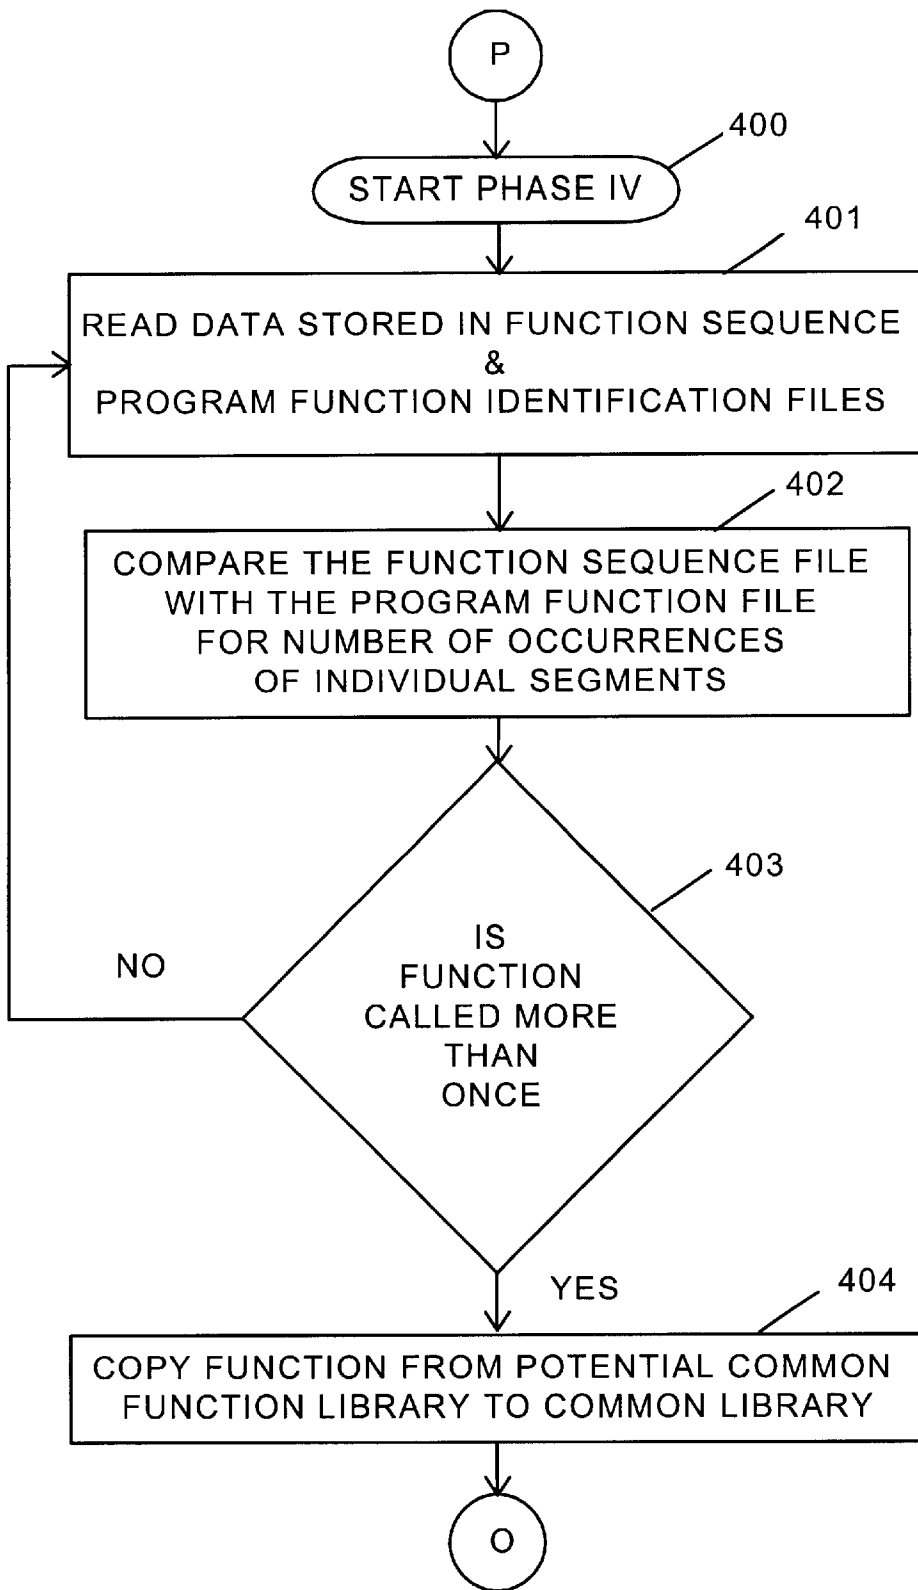 P
400
START PHASE IV
401
READ DATA STORED IN FUNCTION SEQUENCE
&
PROGRAM FUNCTION IDENTIFICATION FILES
402
COMPARE THE FUNCTION SEQUENCE FILE
WITH THE PROGRAM FUNCTION FILE
FOR NUMBER OF OCCURRENCES
OF INDIVIDUAL SEGMENTS
403
IS
FUNCTION
CALLED MORE
THAN
ONCE
NO
YES
404
COPY FUNCTION FROM POTENTIAL COMMON
FUNCTION LIBRARY TO COMMON LIBRARY
O